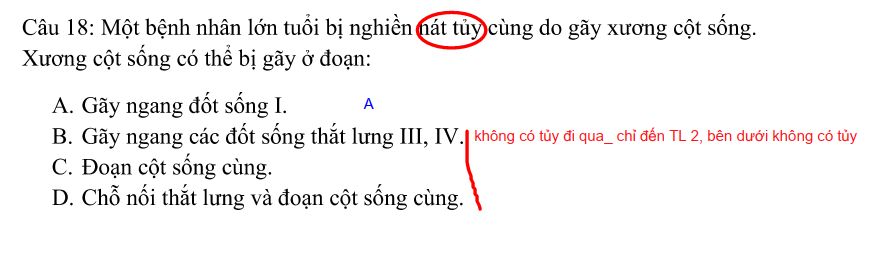 Câu 18: Một bệnh nhân lớn tuổi bị nghiền nát tủy cùng do gãy xương cột sống.
Xương cột sống có thể bị gãy ở đoạn:
A. Gãy ngang đốt sống I. A
B. Gãy ngang các đốt sống thắt lưng III, IV. không có tủy đi qua_ chỉ đến TL 2, bên dưới không có tủy
C. Đoạn cột sống cùng.
D. Chỗ nối thắt lưng và đoạn cột sống cùng.